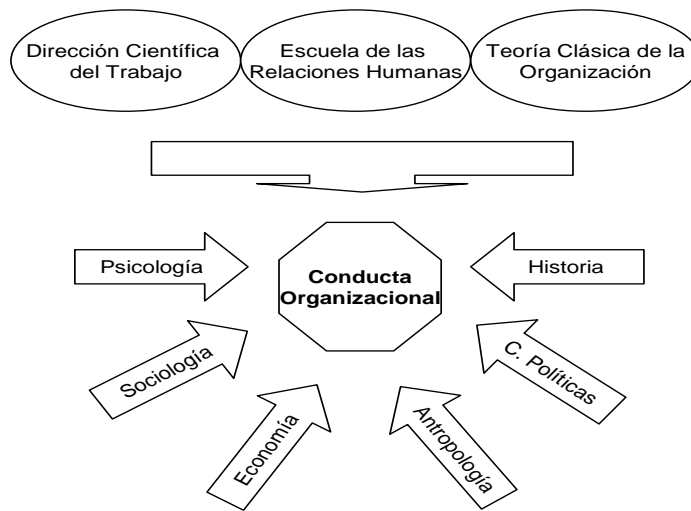 Dirección Científica
del Trabajo
Escuela de las
Relaciones Humanas
Teoría Clásica de la
Organización
Psicología
Conducta
Organizacional
Historia
Sociología
C. Políticas
Economía
Antropología